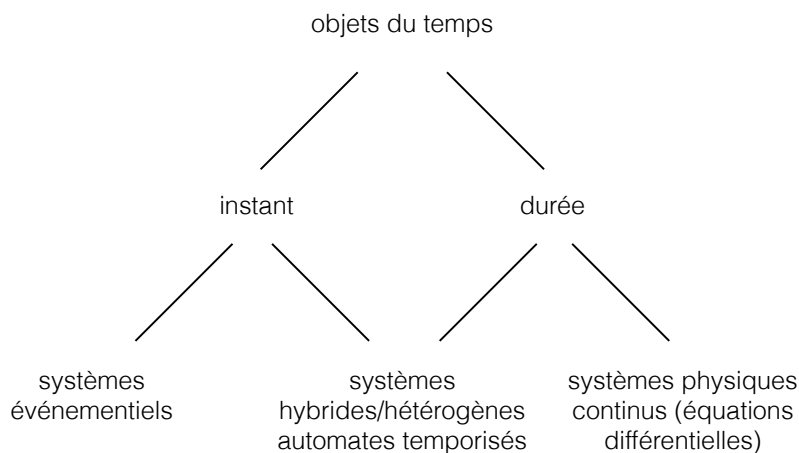 objets du temps
instant
durée
systèmes
événementiels
systèmes
hybrides/hétérogènes
automates temporisés
systèmes physiques
continus (équations
différentielles)